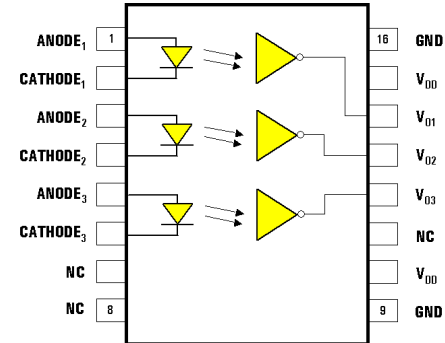 ANODE1 1 16 GND
CATHODE1 VDD
ANODE2 VO1
CATHODE2 VO2
ANODE3 VO3
CATHODE3 NC
NC VDD
NC 8 9 GND